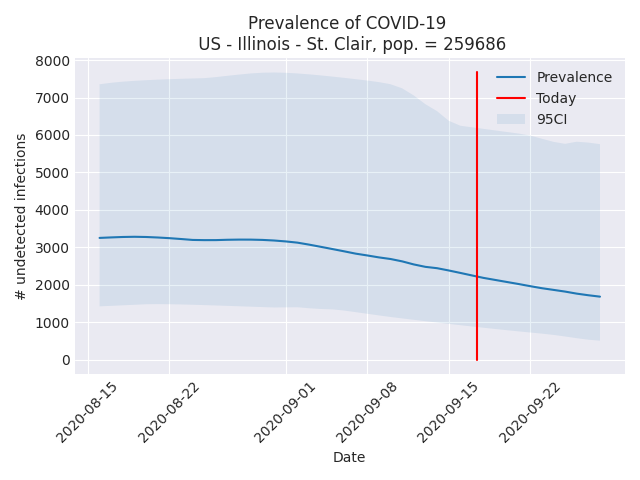 Prevalence of COVID-19
US - Illinois - St. Clair, pop. = 259686
# undetected infections
8000
7000
6000
5000
4000
3000
2000
1000
0
Prevalence
Today
95CI
2020-08-15
2020-08-22
2020-09-01
2020-09-08
2020-09-15
2020-09-22
Date